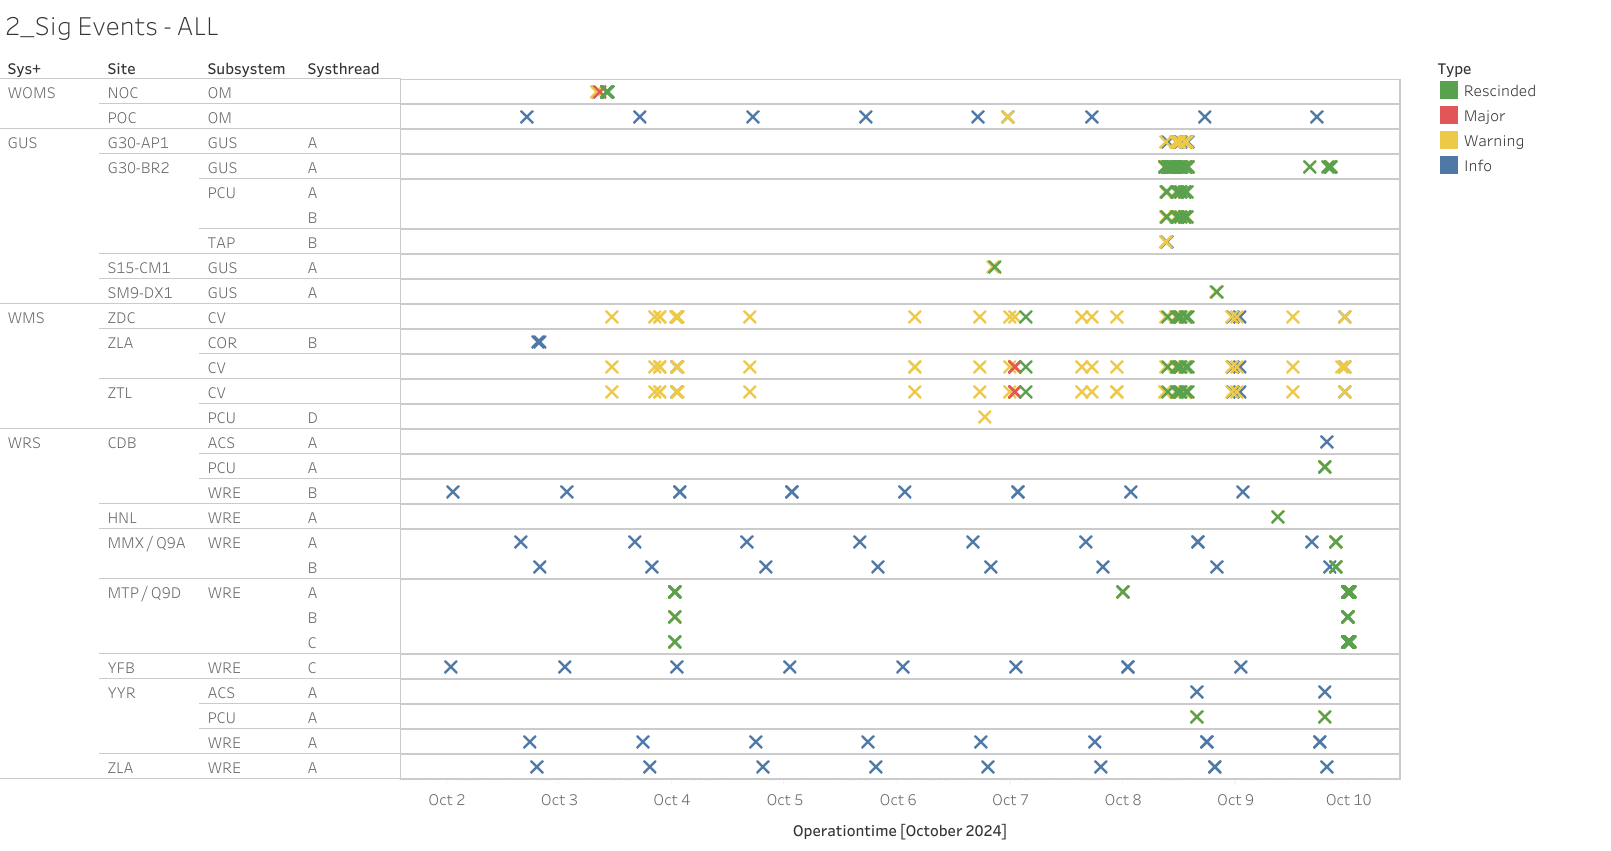 2_Sig Events - ALL
Sys+ Site Subsystem Systhread Type
WOMS NOC OM Rescinded
POC OM Major
GUS G30-AP1 GUS A Warning
G30-BR2 GUS A Info
PCU A
B
TAP B
S15-CM1 GUS A
SM9-DX1 GUS A
WMS ZDC CV
ZLA COR B
CV
ZTL CV
PCU D
WRS CDB ACS A
PCU A
WRE B
HNL WRE A
MMX / Q9A WRE A
B
MTP / Q9D WRE A
B
C
YFB WRE C
YYR ACS A
PCU A
WRE A
ZLA WRE A
Oct 2 Oct 3 Oct 4 Oct 5 Oct 6 Oct 7 Oct 8 Oct 9 Oct 10
Operationtime [October 2024]